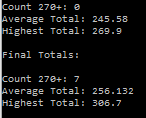 Count 270+: 0
Average Total: 245.58
Highest Total: 269.9
Final Totals:
Count 270+: 7
Average Total: 256.132
Highest Total: 306.7